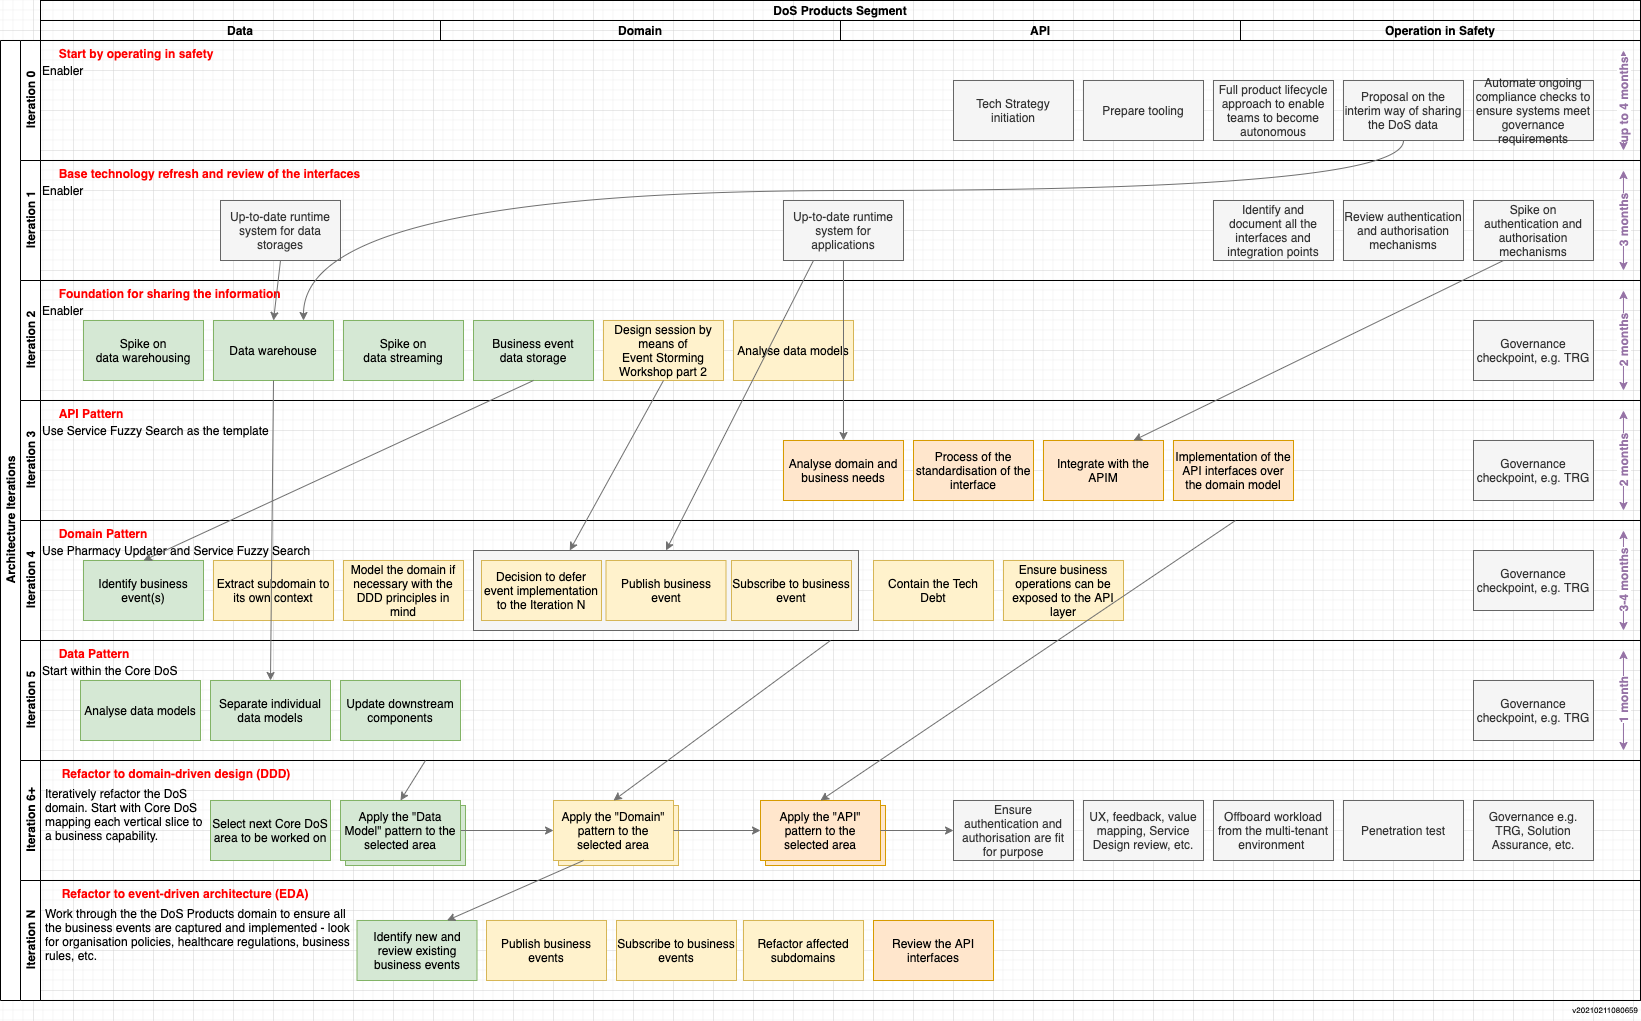 DoS Products Segment
Data
Domain
API
Operation in Safety
Architecture Iterations
Iteration 0
Start by operating in safety
Enabler
Tech Strategy
initiation
Prepare tooling
Full product lifecycle
approach to enable
teams to become
autonomous
Proposal on the
interim way of sharing
the DoS data
Automate ongoing
compliance checks to
ensure systems meet
governance
requirements
up to 4 months
Iteration 1
Base technology refresh and review of the interfaces
Enabler
Up-to-date runtime
system for data
storages
Up-to-date runtime
system for
applications
Identify and
document all the
interfaces and
integration points
Review authentication
and authorisation
mechanisms
Spike on
authentication and
authorisation
mechanisms
3 months
Iteration 2
Foundation for sharing the information
Enabler
Spike on
data warehousing
Data warehouse
Spike on
data streaming
Business event
data storage
Design session by
means of
Event Storming
Workshop part 2
Analyse data models
Governance
checkpoint, e.g. TRG
2 months
Iteration 3
API Pattern
Use Service Fuzzy Search as the template
Analyse domain and
business needs
Process of the
standardisation of the
interface
Integrate with the
APIM
Implementation of the
API interfaces over
the domain model
Governance
checkpoint, e.g. TRG
2 months
Iteration 4
Domain Pattern
Use Pharmacy Updater and Service Fuzzy Search
Identify business
event(s)
Extract subdomain to
its own context
Model the domain if
necessary with the
DDD principles in
mind
Decision to defer
event implementation
to the Iteration N
Publish business
event
Subscribe to business
event
Contain the Tech
Debt
Ensure business
operations can be
exposed to the API
layer
Governance
checkpoint, e.g. TRG
3-4 months
Iteration 5
Data Pattern
Start within the Core DoS
Analyse data models
Separate individual
data models
Update downstream
components
Governance
checkpoint, e.g. TRG
1 month
Iteration 6+
Refactor to domain-driven design (DDD)
Iteratively refactor the DoS
domain. Start with Core DoS
mapping each vertical slice to
a business capability.
Select next Core DoS
area to be worked on
Apply the "Data
Model" pattern to the
selected area
Apply the "Domain"
pattern to the
selected area
Apply the "API"
pattern to the
selected area
Ensure
authentication and
authorisation are fit
for purpose
UX, feedback, value
mapping, Service
Design review, etc.
Offboard workload
from the multi-tenant
environment
Penetration test
Governance e.g.
TRG, Solution
Assurance, etc.
Iteration N
Refactor to event-driven architecture (EDA)
Work through the the DoS Products domain to ensure all
the business events are captured and implemented - look
for organisation policies, healthcare regulations, business
rules, etc.
Identify new and
review existing
business events
Publish business
events
Subscribe to business
events
Refactor affected
subdomains
Review the API
interfaces
v20210211080659